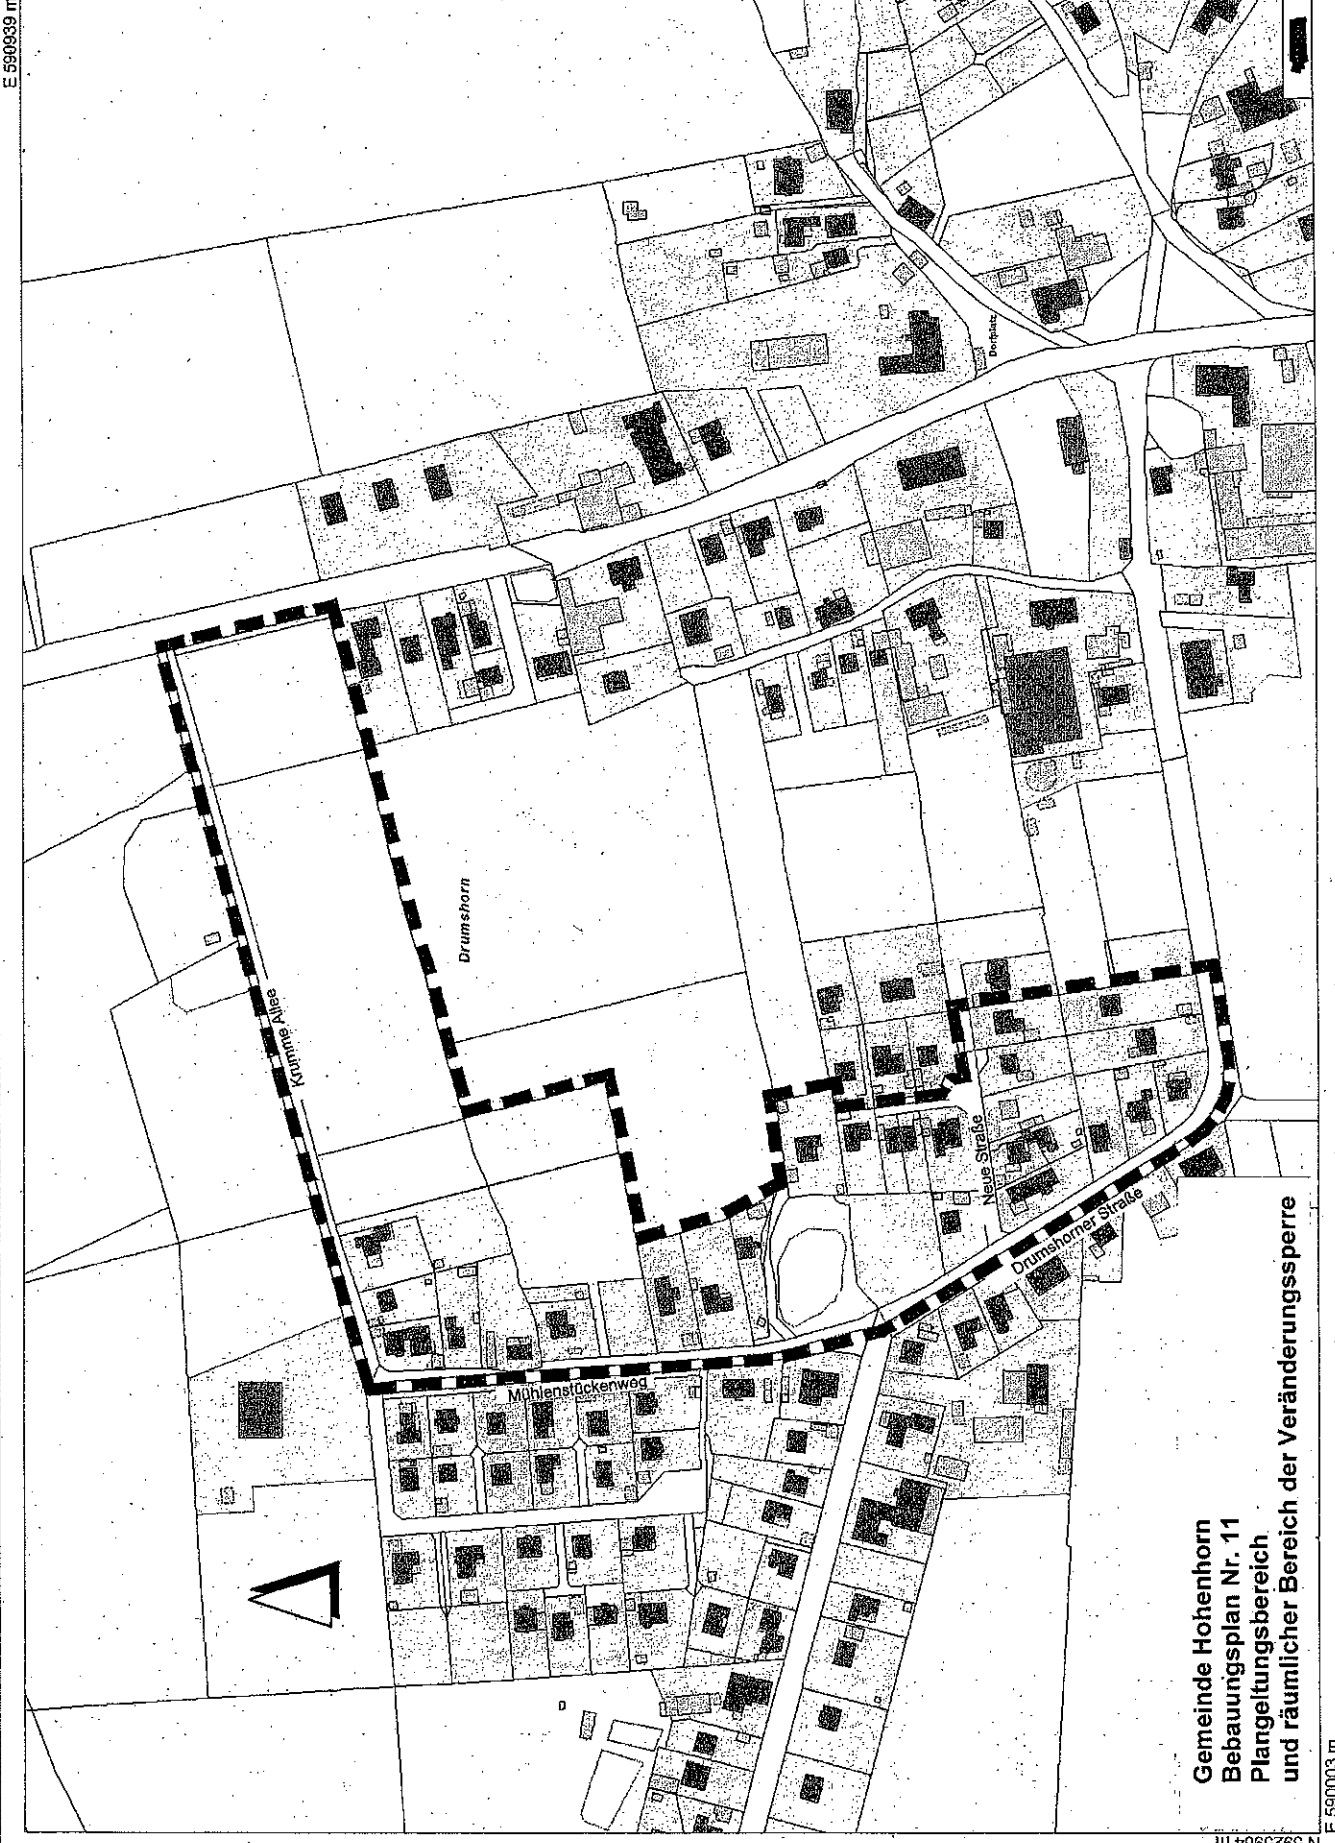 E 590939 m
Krumme Allee
Drumshorn
Dorfplatz
Neue Straße
Drumshorner Straße
Mühlenstückenweg
Gemeinde Hohenhorn
Bebauungsplan Nr. 11
Plangeltungsbereich
und räumlicher Bereich der Veränderungssperre
E 590003 m